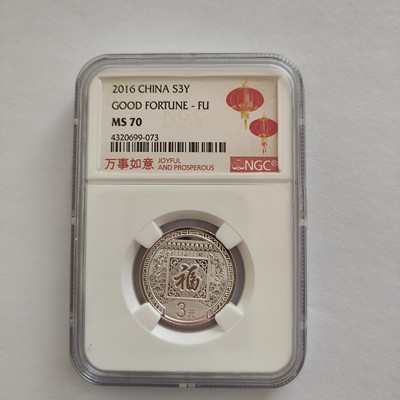 2016 CHINA S3Y
GOOD FORTUNE - FU
MS 70
4320699-073
万事如意 JOYFUL AND PROSPEROUS
NGC®
福
3元